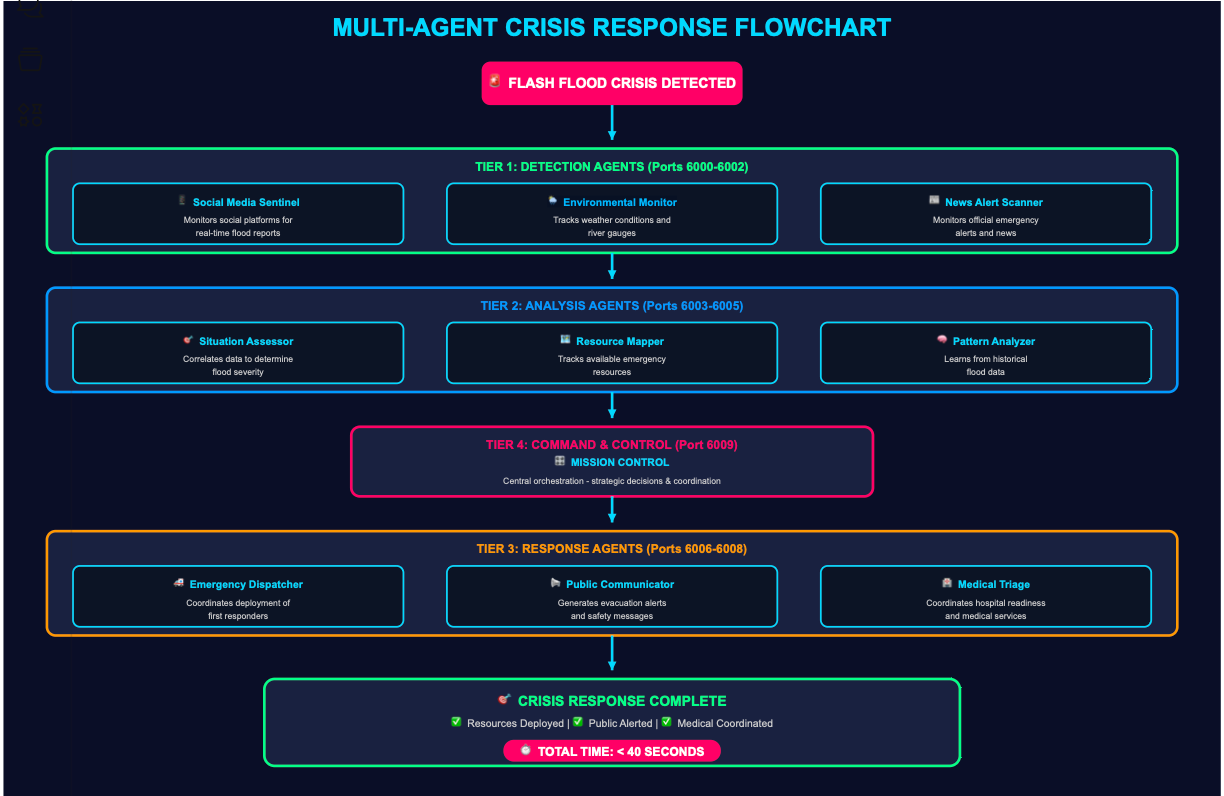 MULTI-AGENT CRISIS RESPONSE FLOWCHART
FLASH FLOOD CRISIS DETECTED
TIER 1: DETECTION AGENTS (Ports 6000-6002)
Social Media Sentinel
Monitors social platforms for
real-time flood reports
Environmental Monitor
Tracks weather conditions and
river gauges
News Alert Scanner
Monitors official emergency
alerts and news
TIER 2: ANALYSIS AGENTS (Ports 6003-6005)
Situation Assessor
Correlates data to determine
flood severity
Resource Mapper
Tracks available emergency
resources
Pattern Analyzer
Learns from historical
flood data
TIER 4: COMMAND & CONTROL (Port 6009)
MISSION CONTROL
Central orchestration - strategic decisions & coordination
TIER 3: RESPONSE AGENTS (Ports 6006-6008)
Emergency Dispatcher
Coordinates deployment of
first responders
Public Communicator
Generates evacuation alerts
and safety messages
Medical Triage
Coordinates hospital readiness
and medical services
CRISIS RESPONSE COMPLETE
✅ Resources Deployed | ✅ Public Alerted | ✅ Medical Coordinated
TOTAL TIME: < 40 SECONDS